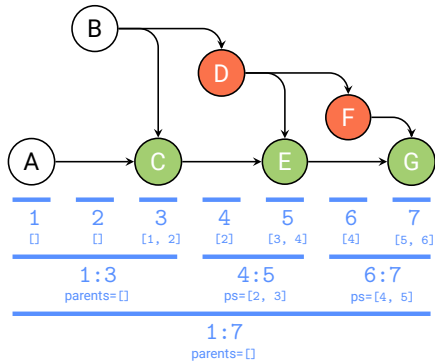 B
D
F
A C E G
1 2 3 4 5 6 7
[] [] [1, 2] [2] [3, 4] [4] [5, 6]
1:3 4:5 6:7
parents=[] ps=[2, 3] ps=[4, 5]
1:7
parents=[]